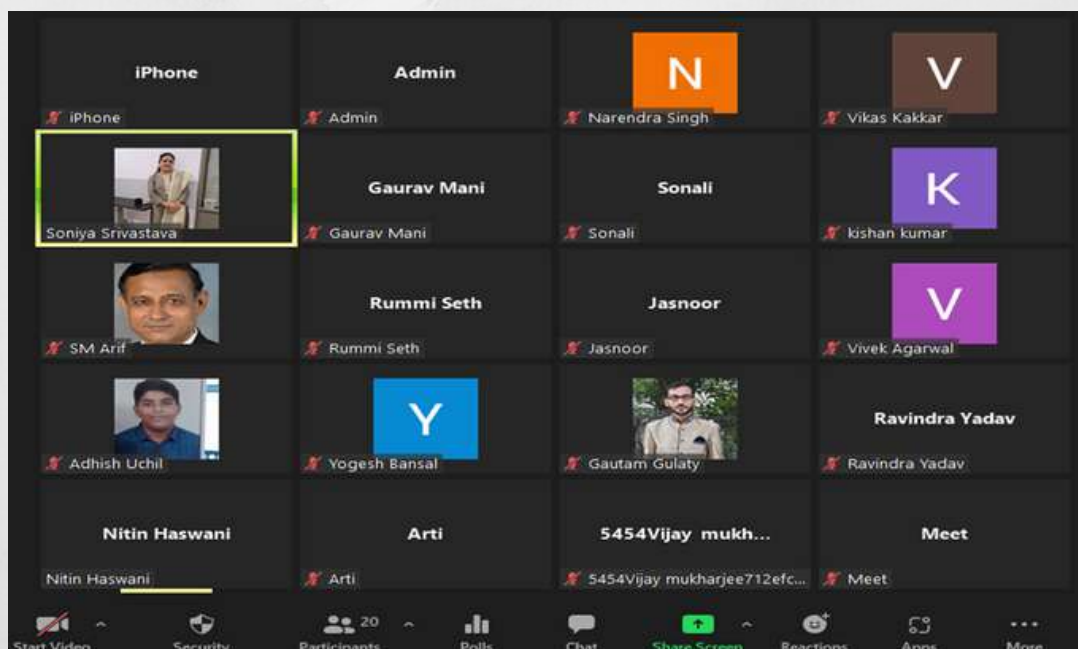 iPhone
Admin
N
V
iPhone
Admin
Narendra Singh
Vikas Kakkar
Gaurav Mani
Sonali
K
Soniya Srivastava
Gaurav Mani
Sonali
kishan kumar
Rummi Seth
Jasnoor
V
SM Arif
Rummi Seth
Jasnoor
Vivek Agarwal
Y
Ravindra Yadav
Adhish Uchil
Yogesh Bansal
Gautam Gulaty
Ravindra Yadav
Nitin Haswani
Arti
5454Vijay mukh...
Meet
Nitin Haswani
Arti
5454Vijay mukharjee712efc...
Meet
20
Start Video
Security
Participants
Polls
Chat
Share Screen
Reactions
Apps
More